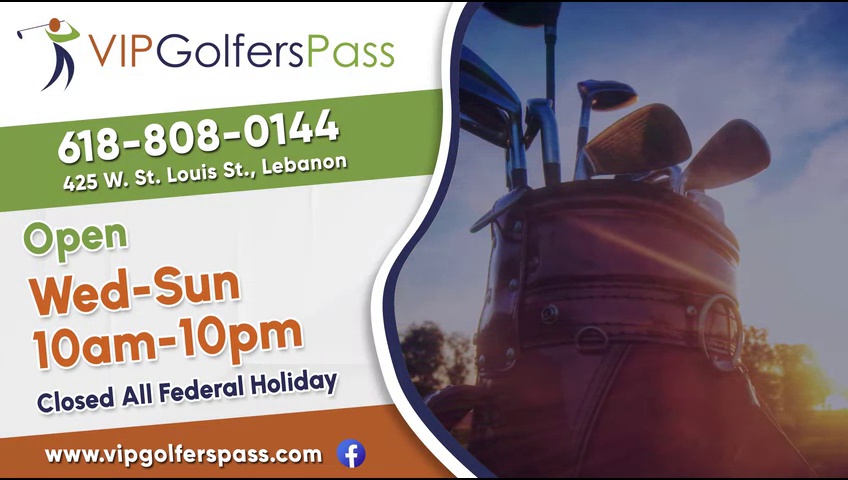 VIPGolfersPass
618-808-0144
425 W. St. Louis St., Lebanon
Open
Wed-Sun
10am-10pm
Closed All Federal Holiday
www.vipgolferspass.com